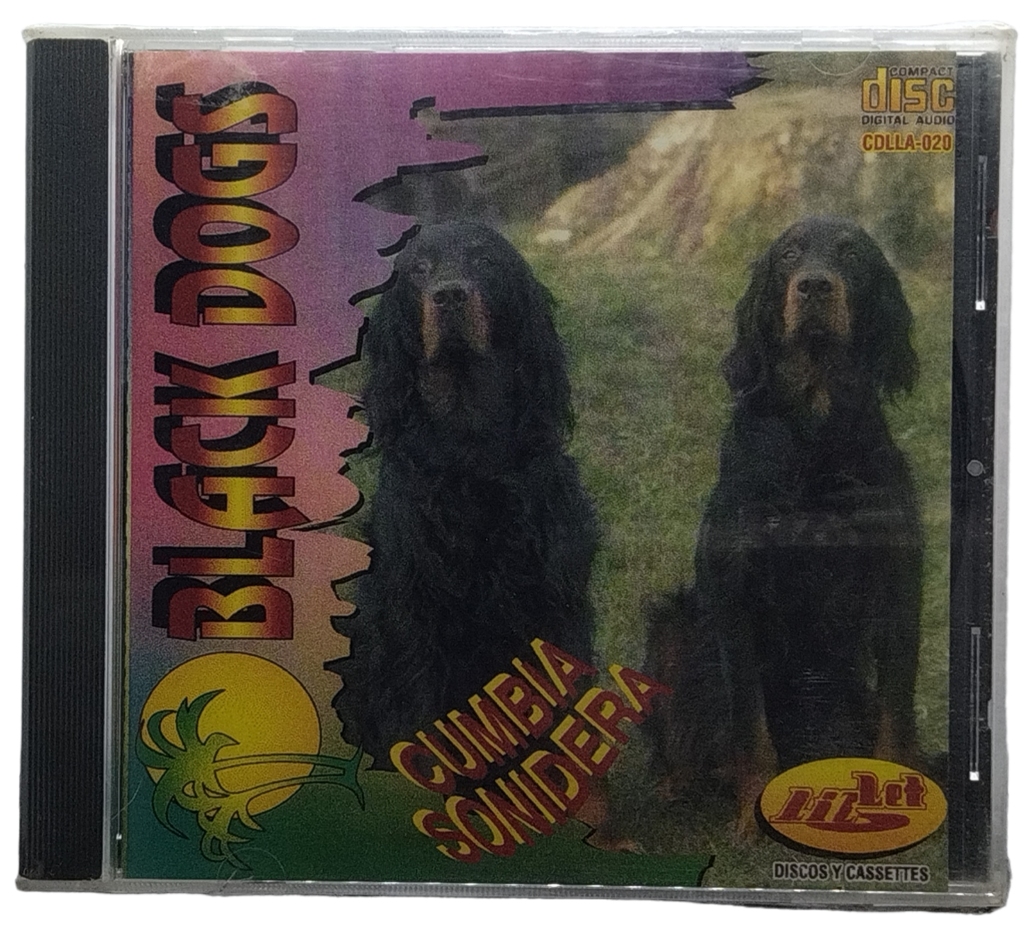 BLACK DOGS
COMPACT
disc
DIGITAL AUDIO
CDLLA-020
CUMBIA
SONIDERA
DISCOS Y CASSETTES